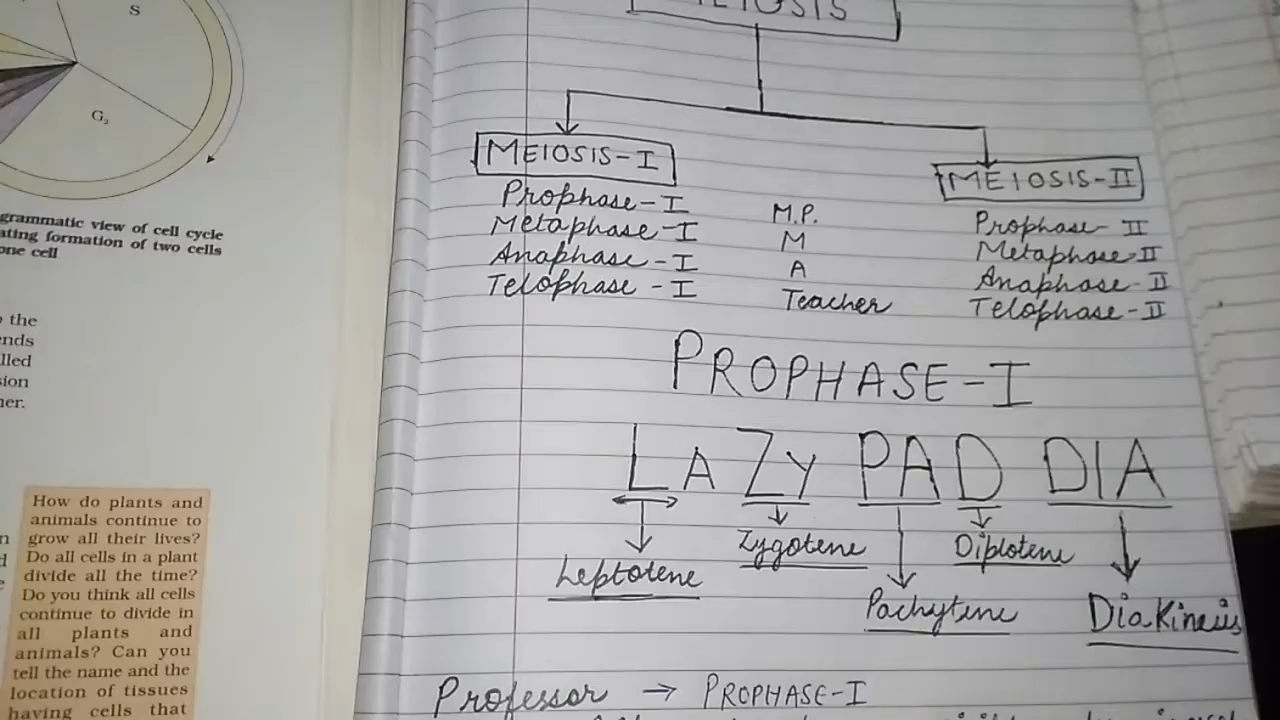 S
G₂
grammatic view of cell cycle
ating formation of two cells
one cell
the
ends
lled
sion
her.
How do plants and
animals continue to
grow all their lives?
Do all cells in a plant
divide all the time?
Do you think all cells
continue to divide in
all plants and
animals? Can you
tell the name and the
location of tissues
having cells that
MEIOSIS-I
Prophase-I
Metaphase-I
Anaphase-I
Telophase-I
M.P.
M
A
Teacher
MEIOSIS-II
Prophase-II
Metaphase-II
Anaphase-II
Telophase-II
PROPHASE-I
LAZY PAD DIA
Leptotene
Zygotene
Pachytene
Diplotene
DiaKinesis
Professor → PROPHASE-I